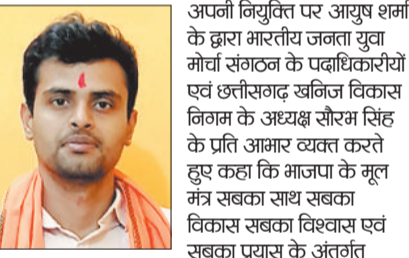 अपनी नियुक्ति पर आयुष शर्मा
के द्वारा भारतीय जनता युवा
मोर्चा संगठन के पदाधिकारीयों
एवं छत्तीसगढ़ खनिज विकास
निगम के अध्यक्ष सौरभ सिंह
के प्रति आभार व्यक्त करते
हुए कहा कि भाजपा के मूल
मंत्र सबका साथ सबका
विकास सबका विश्वास एवं
सबका प्रयास के अंतर्गत